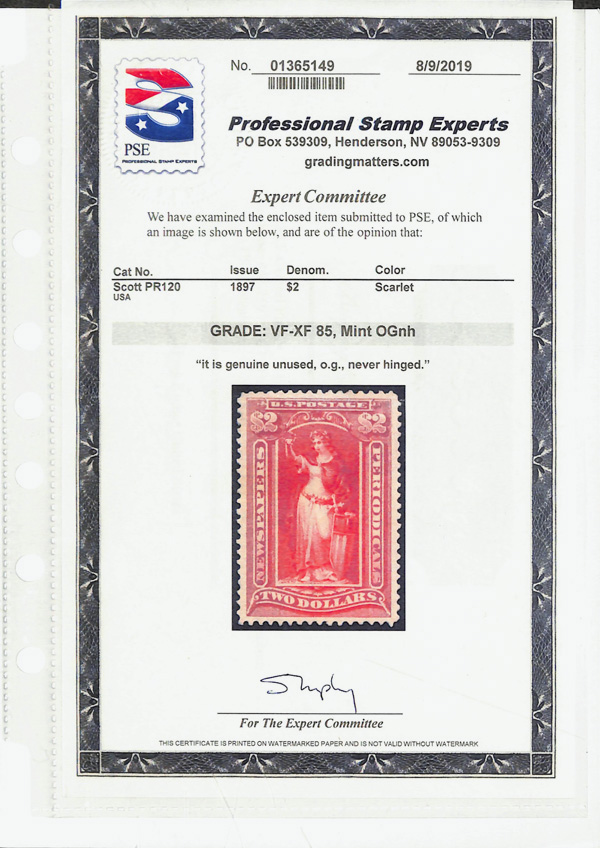 No. 01365149 8/9/2019
PSE
PROFESSIONAL STAMP EXPERTS
Professional Stamp Experts
PO Box 539309, Henderson, NV 89053-9309
gradingmatters.com
Expert Committee
We have examined the enclosed item submitted to PSE, of which
an image is shown below, and are of the opinion that:
Cat No. Issue Denom. Color
Scott PR120 1897 $2 Scarlet
USA
GRADE: VF-XF 85, Mint OGnh
“it is genuine unused, o.g., never hinged.”
U.S. POSTAGE
$2 $2
NEWSPAPERS
PERIODICALS
TWO DOLLARS
For The Expert Committee
THIS CERTIFICATE IS PRINTED ON WATERMARKED PAPER AND IS NOT VALID WITHOUT WATERMARK